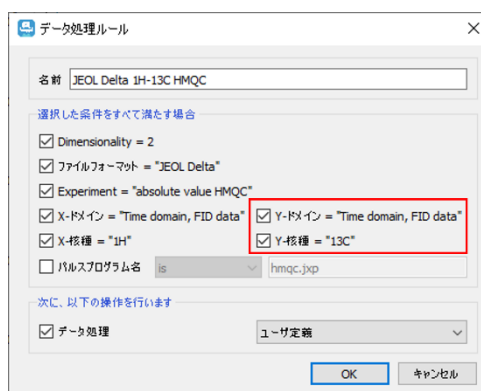 データ処理ルール
名前 JEOL Delta 1H-13C HMQC
選択した条件をすべて満たす場合
Dimensionality = 2
ファイルフォーマット = "JEOL Delta"
Experiment = "absolute value HMQC"
X-ドメイン = "Time domain, FID data" Y-ドメイン = "Time domain, FID data"
X-核種 = "1H" Y-核種 = "13C"
パルスプログラム名 is hmqc.jxp
次に、以下の操作を行います
データ処理 ユーザ定義
OK キャンセル